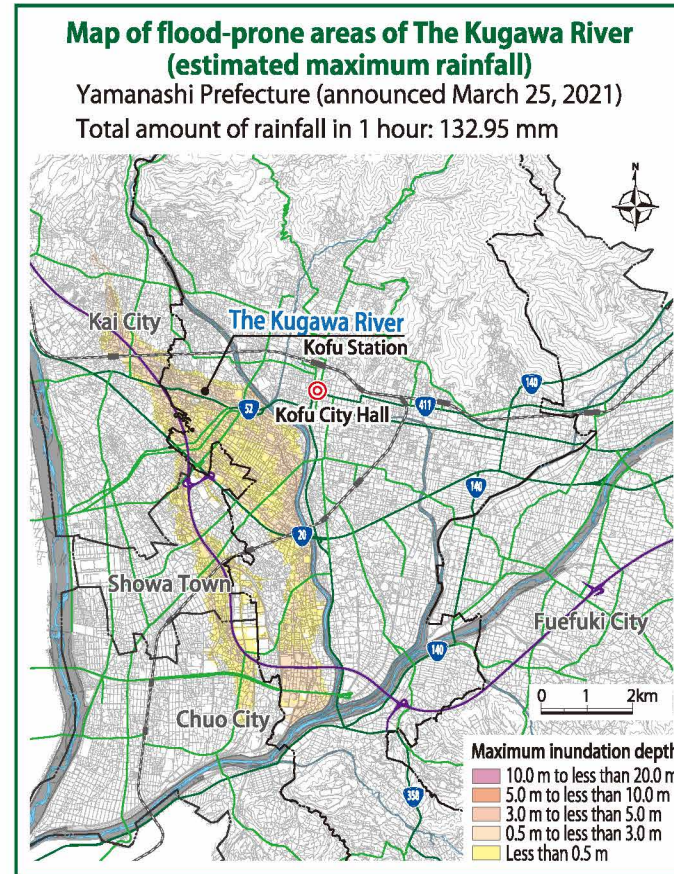 Map of flood-prone areas of The Kugawa River
(estimated maximum rainfall)
Yamanashi Prefecture (announced March 25, 2021)
Total amount of rainfall in 1 hour: 132.95 mm
N
Kai City
The Kugawa River
Kofu Station
140
52
Kofu City Hall
411
140
20
Showa Town
Fuefuki City
140
0 1 2km
Chuo City
Maximum inundation depth
10.0 m to less than 20.0 m
5.0 m to less than 10.0 m
358
3.0 m to less than 5.0 m
0.5 m to less than 3.0 m
Less than 0.5 m